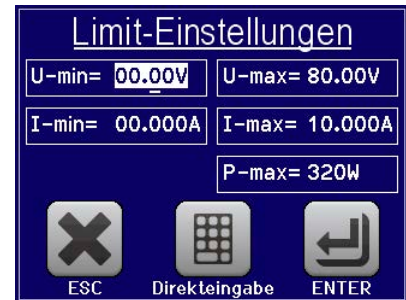 Limit-Einstellungen
U-min= 00.00V U-max= 80.00V
I-min= 00.000A I-max= 10.000A
P-max= 320W
ESC Direkteingabe ENTER